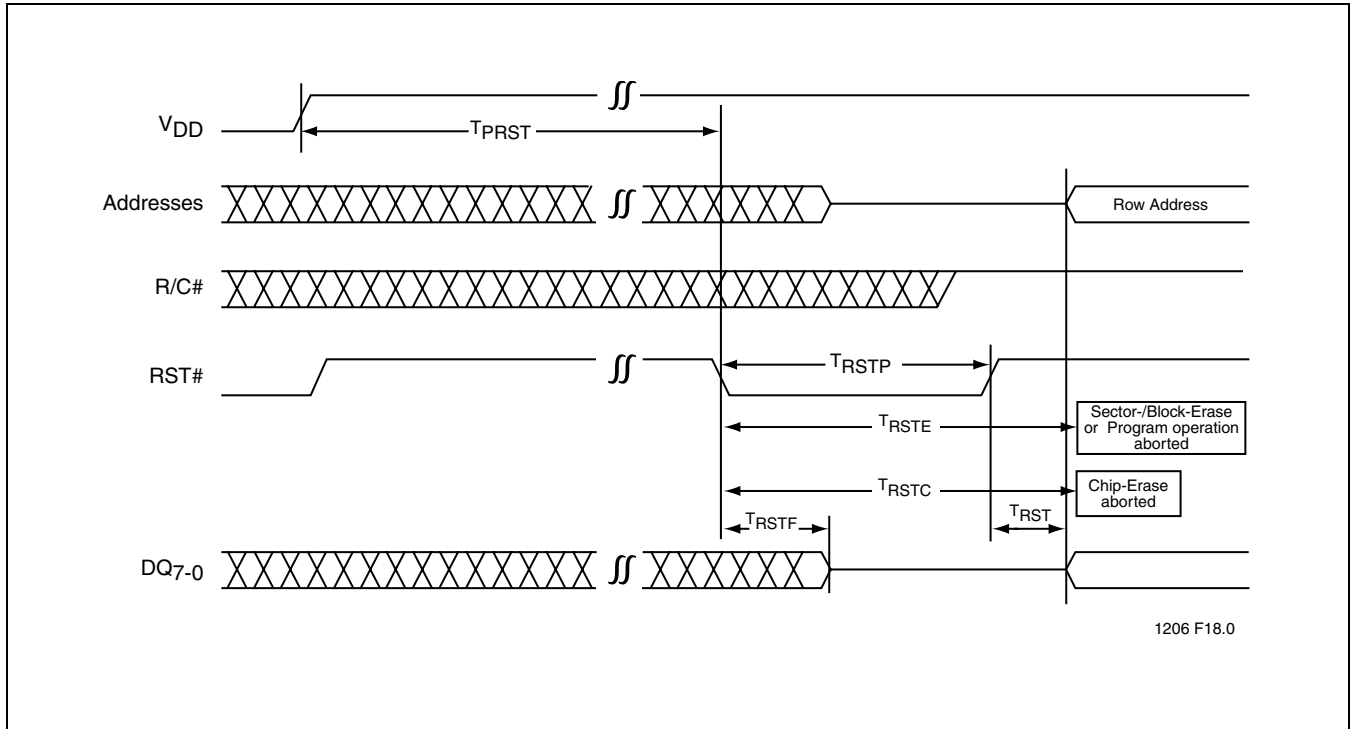 VDD
TPRST
Addresses
Row Address
R/C#
RST#
TRSTP
TRSTE
Sector-/Block-Erase
or Program operation
aborted
TRSTC
Chip-Erase
aborted
TRSTF
TRST
DQ7-0
1206 F18.0